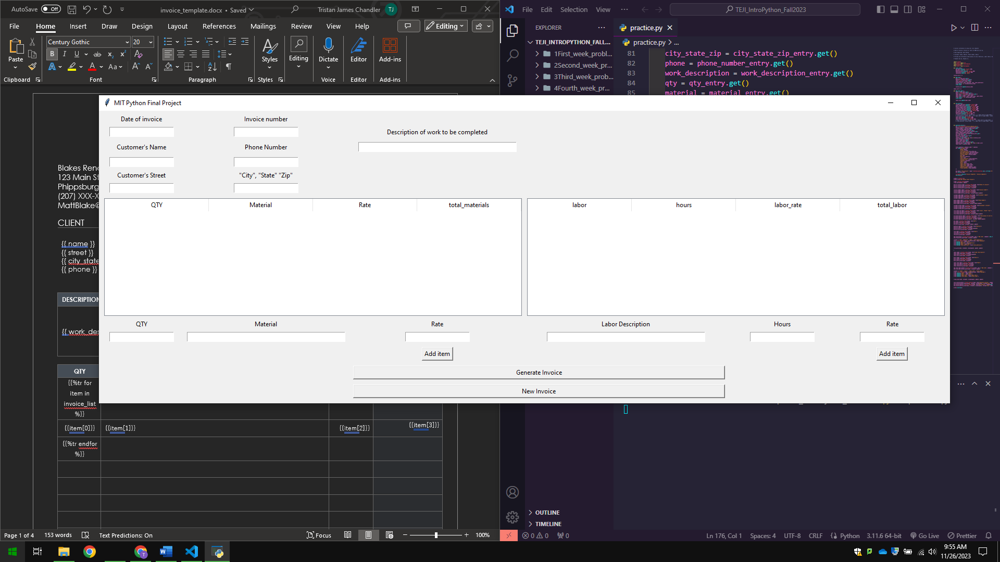 AutoSave Off invoice_template.docx • Saved Tristan James Chandler TJ
File Home Insert Draw Design Layout References Mailings Review View Help Editing
Paste Century Gothic 20 Styles Editing Dictate Editor Add-ins
B I U ab x₂ x² A
A A Aa A A
Clipboard Font Paragraph Styles Voice Editor Add-ins
File Edit Selection View ... TEJI_IntroPython_Fall2023
EXPLORER ... practice.py
TEJI_INTROPYTHON_FALL... practice.py > ...
1First_week_probl...
2Second_week_pr...
3Third_week_prob...
4Fourth_week_pr...
81 city_state_zip = city_state_zip_entry.get()
82 phone = phone_number_entry.get()
83 work_description = work_description_entry.get()
84 qty = qty_entry.get()
85 material = material_entry.get()
MIT Python Final Project
Date of invoice Invoice number
Description of work to be completed
Customer's Name Phone Number
Customer's Street "City", "State" "Zip"
QTY Material Rate total_materials labor hours labor_rate total_labor
QTY Material Rate Labor Description Hours Rate
Add item Add item
Generate Invoice
New Invoice
Blakes Reno
123 Main St
Phippsburg
(207) XXX-X
MattBlake@
CLIENT
{{ name }}
{{ street }}
{{ city_state
{{ phone }}
DESCRIPTION
{{ work_des
QTY
{{%tr for
item in
invoice_list
%}}
{{item[0]}} {{item[1]}} {{item[2]}} {{item[3]}}
{{%tr endfor
%}}
OUTLINE
TIMELINE
Page 1 of 4 153 words Text Predictions: On Focus 100%
0 0 0 Ln 176, Col 1 Spaces: 4 UTF-8 CRLF Python 3.11.6 64-bit Go Live Prettier
9:55 AM
11/26/2023